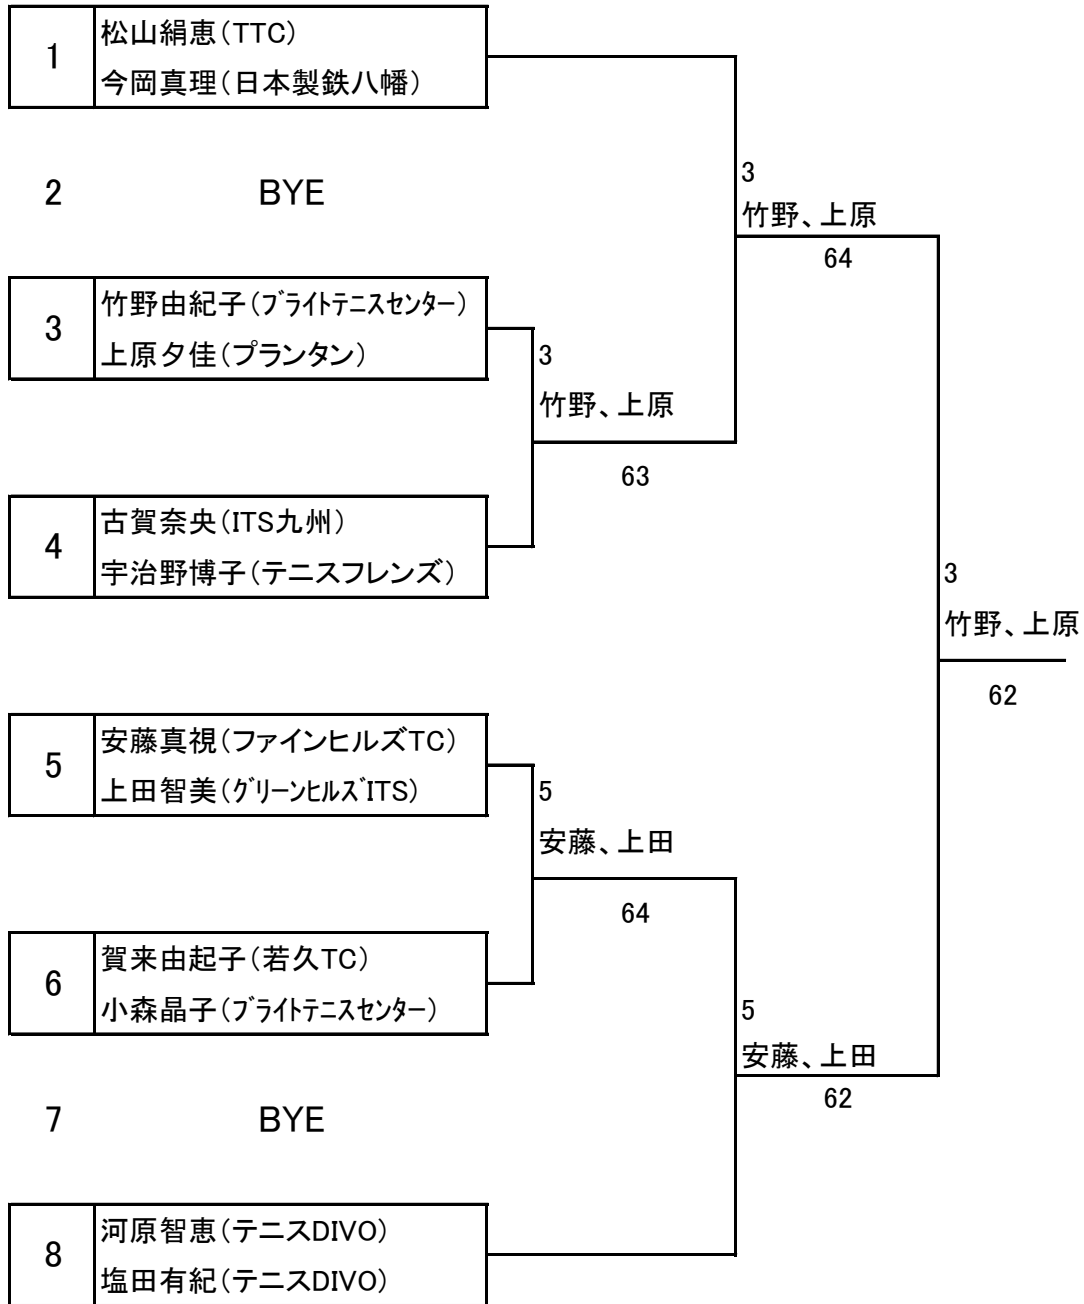 1
松山絹恵(TTC)
今岡真理(日本製鉄八幡)
2 BYE
3
竹野由紀子(ﾌﾞﾗｲﾄﾃﾆｽｾﾝﾀｰ)
上原夕佳(プランタン)
4
古賀奈央(ITS九州)
宇治野博子(テニスフレンズ)
5
安藤真視(ファインヒルズTC)
上田智美(ｸﾞﾘｰﾝﾋﾙｽﾞITS)
6
賀来由起子(若久TC)
小森晶子(ﾌﾞﾗｲﾄﾃﾆｽｾﾝﾀｰ)
7 BYE
8
河原智恵(テニスDIVO)
塩田有紀(テニスDIVO)
3
竹野、上原
63
5
安藤、上田
64
3
竹野、上原
64
5
安藤、上田
62
3
竹野、上原
62